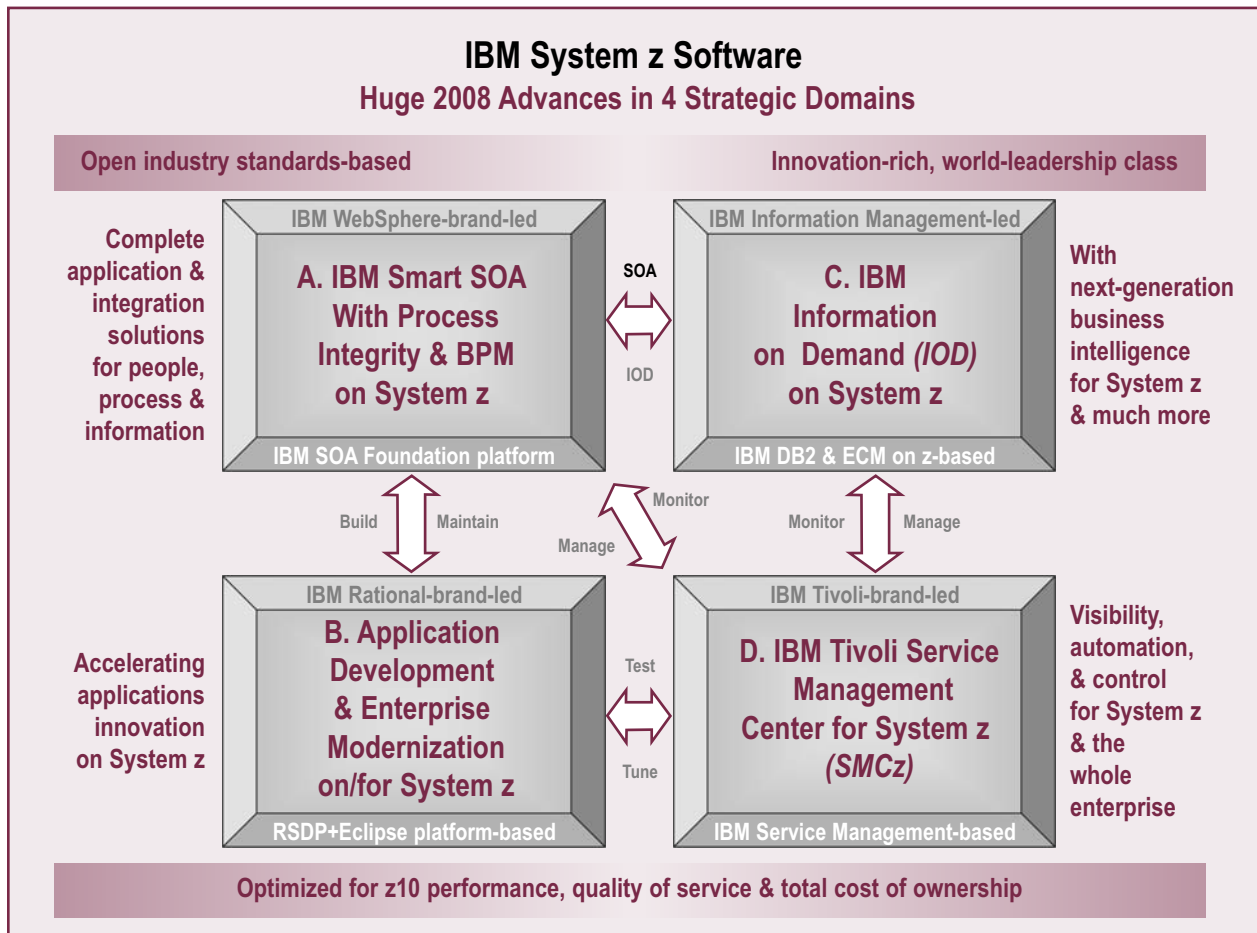 IBM System z Software
Huge 2008 Advances in 4 Strategic Domains
Open industry standards-based
Innovation-rich, world-leadership class
Complete
application &
integration
solutions
for people,
process &
information
IBM WebSphere-brand-led
A. IBM Smart SOA
With Process
Integrity & BPM
on System z
IBM SOA Foundation platform
SOA
IOD
IBM Information Management-led
C. IBM
Information
on Demand (IOD)
on System z
IBM DB2 & ECM on z-based
With
next-generation
business
intelligence
for System z
& much more
Build
Maintain
Monitor
Manage
Monitor
Manage
Accelerating
applications
innovation
on System z
IBM Rational-brand-led
B. Application
Development
& Enterprise
Modernization
on/for System z
RSDP+Eclipse platform-based
Test
Tune
IBM Tivoli-brand-led
D. IBM Tivoli Service
Management
Center for System z
(SMCz)
IBM Service Management-based
Visibility,
automation,
& control
for System z
& the
whole
enterprise
Optimized for z10 performance, quality of service & total cost of ownership